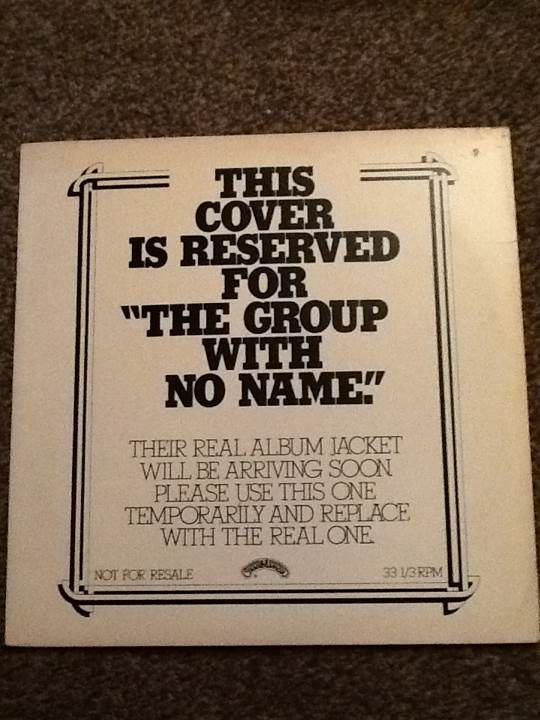 THIS
COVER
IS RESERVED
FOR
"THE GROUP
WITH
NO NAME."
THEIR REAL ALBUM JACKET
WILL BE ARRIVING SOON.
PLEASE USE THIS ONE
TEMPORARILY AND REPLACE
WITH THE REAL ONE.
NOT FOR RESALE
33 1/3 RPM